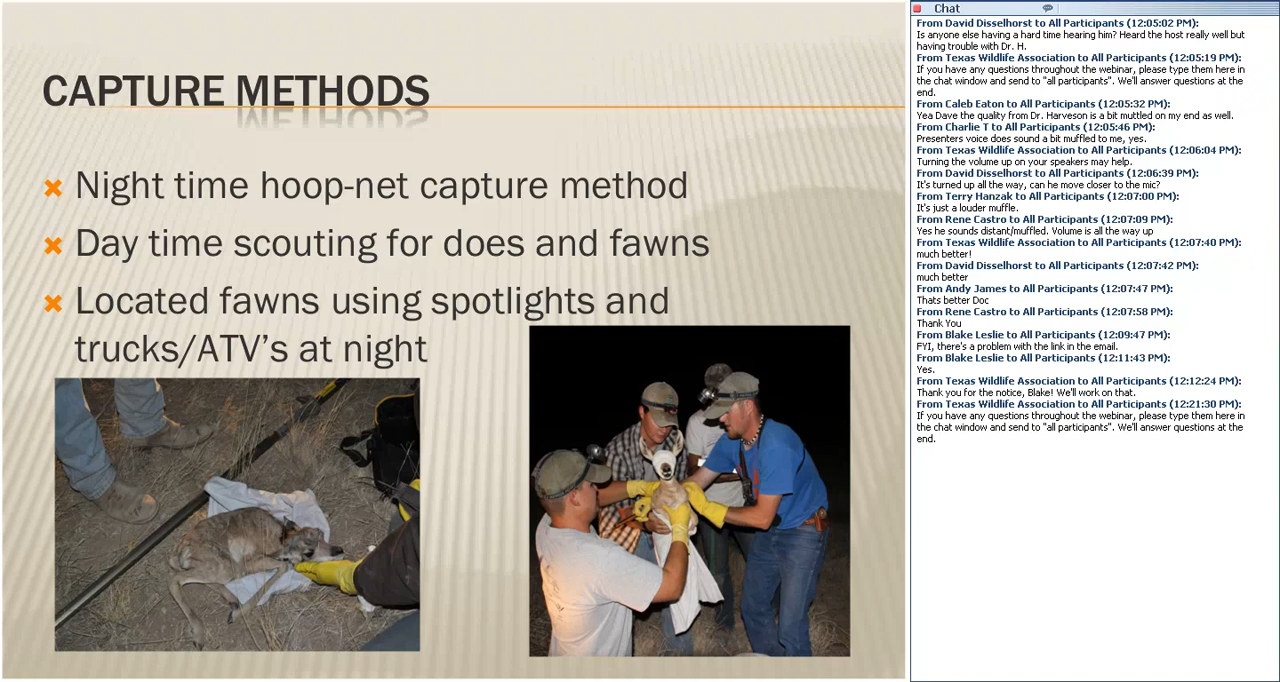 CAPTURE METHODS
Night time hoop-net capture method
Day time scouting for does and fawns
Located fawns using spotlights and
trucks/ATV's at night
Chat
From David Disselhorst to All Participants (12:05:02 PM):
Is anyone else having a hard time hearing him? Heard the host really well but
having trouble with Dr. H.
From Texas Wildlife Association to All Participants (12:05:19 PM):
If you have any questions throughout the webinar, please type them here in
the chat window and send to "all participants". We'll answer questions at the
end.
From Caleb Eaton to All Participants (12:05:32 PM):
Yea Dave the quality from Dr. Harveson is a bit muttled on my end as well.
From Charlie T to All Participants (12:05:46 PM):
Presenters voice does sound a bit muffled to me, yes.
From Texas Wildlife Association to All Participants (12:06:04 PM):
Turning the volume up on your speakers may help.
From David Disselhorst to All Participants (12:06:39 PM):
It's turned up all the way, can he move closer to the mic?
From Terry Hanzak to All Participants (12:07:00 PM):
It's just a louder muffle.
From Rene Castro to All Participants (12:07:09 PM):
Yes he sounds distant/muffled. Volume is all the way up
From Texas Wildlife Association to All Participants (12:07:40 PM):
much better!
From David Disselhorst to All Participants (12:07:42 PM):
much better
From Andy James to All Participants (12:07:47 PM):
Thats better Doc
From Rene Castro to All Participants (12:07:58 PM):
Thank You
From Blake Leslie to All Participants (12:09:47 PM):
FYI, there's a problem with the link in the email.
From Blake Leslie to All Participants (12:11:43 PM):
Yes.
From Texas Wildlife Association to All Participants (12:12:24 PM):
Thank you for the notice, Blake! We'll work on that.
From Texas Wildlife Association to All Participants (12:21:30 PM):
If you have any questions throughout the webinar, please type them here in
the chat window and send to "all participants". We'll answer questions at the
end.